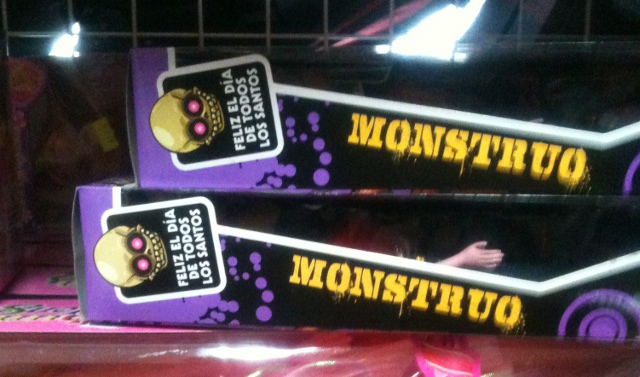 FELIZ EL DÍA
DE TODOS
LOS SANTOS
MONSTRUO
FELIZ EL DÍA
DE TODOS
LOS SANTOS
MONSTRUO